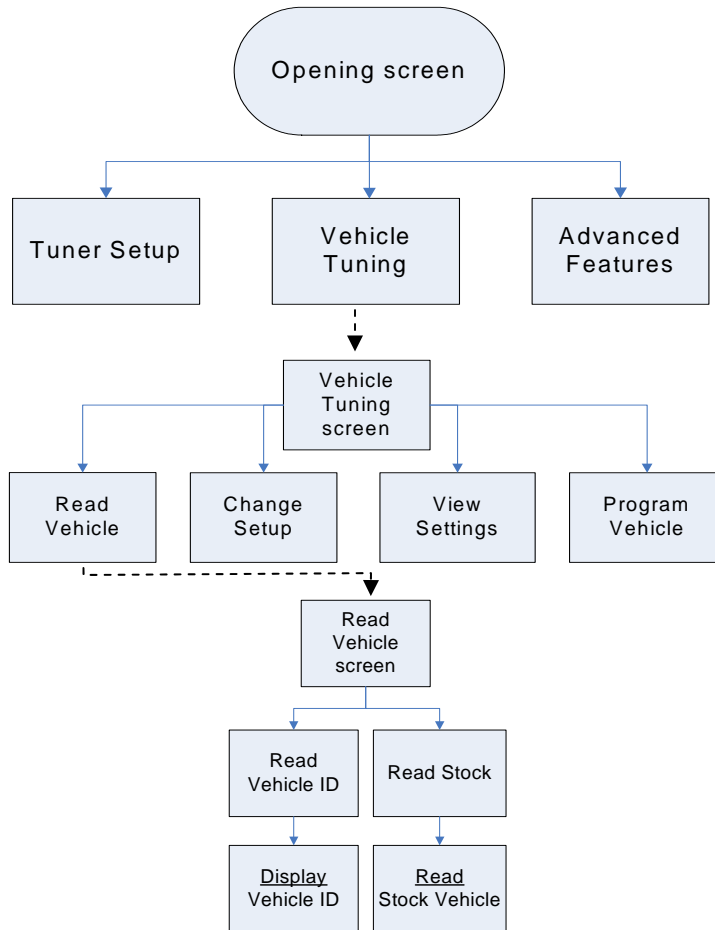 Opening screen
Tuner Setup
Vehicle
Tuning
Advanced
Features
Vehicle
Tuning
screen
Read
Vehicle
Change
Setup
View
Settings
Program
Vehicle
Read
Vehicle
screen
Read
Vehicle ID
Read Stock
Display
Vehicle ID
Read
Stock Vehicle